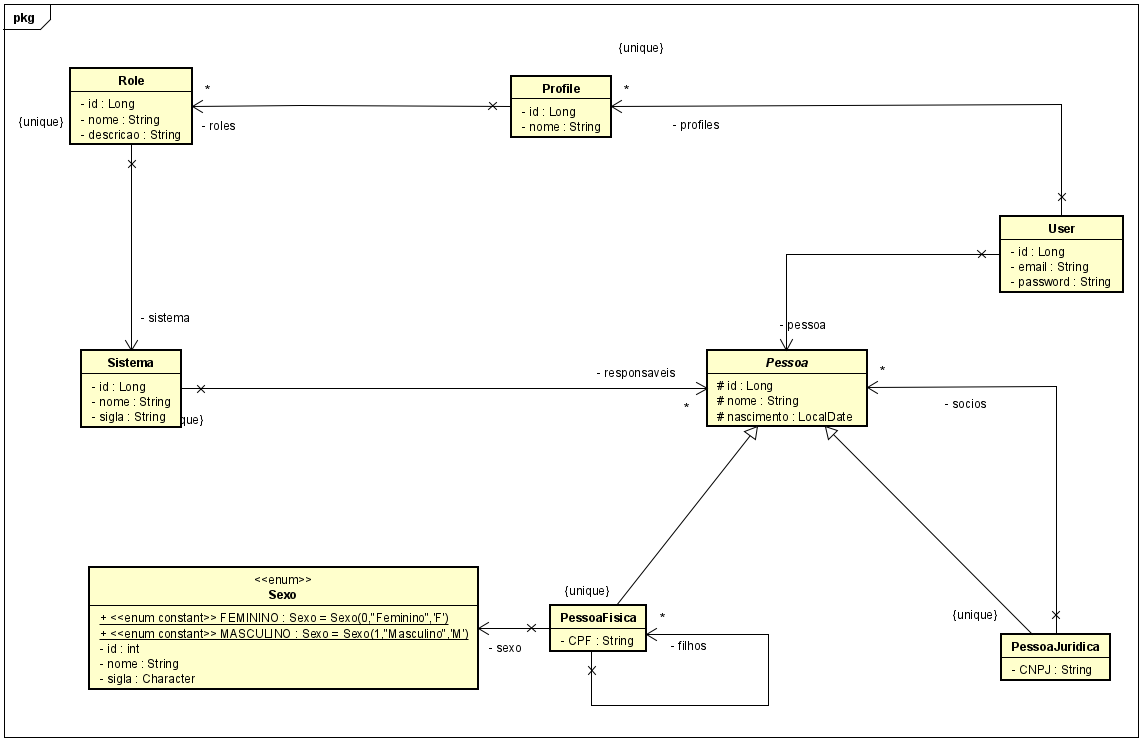 pkg
{unique}
Role
- id : Long
- nome : String
- descricao : String
{unique}
*
- roles
Profile
- id : Long
- nome : String
*
- profiles
User
- id : Long
- email : String
- password : String
- sistema
- pessoa
Sistema
- id : Long
- nome : String
- sigla : String
que}
- responsaveis
*
Pessoa
# id : Long
# nome : String
# nascimento : LocalDate
*
- socios
<<enum>>
Sexo
+ <<enum constant>> FEMININO : Sexo = Sexo(0,"Feminino",'F')
+ <<enum constant>> MASCULINO : Sexo = Sexo(1,"Masculino",'M')
- id : int
- nome : String
- sigla : Character
- sexo
{unique}
PessoaFisica
- CPF : String
*
- filhos
{unique}
PessoaJuridica
- CNPJ : String